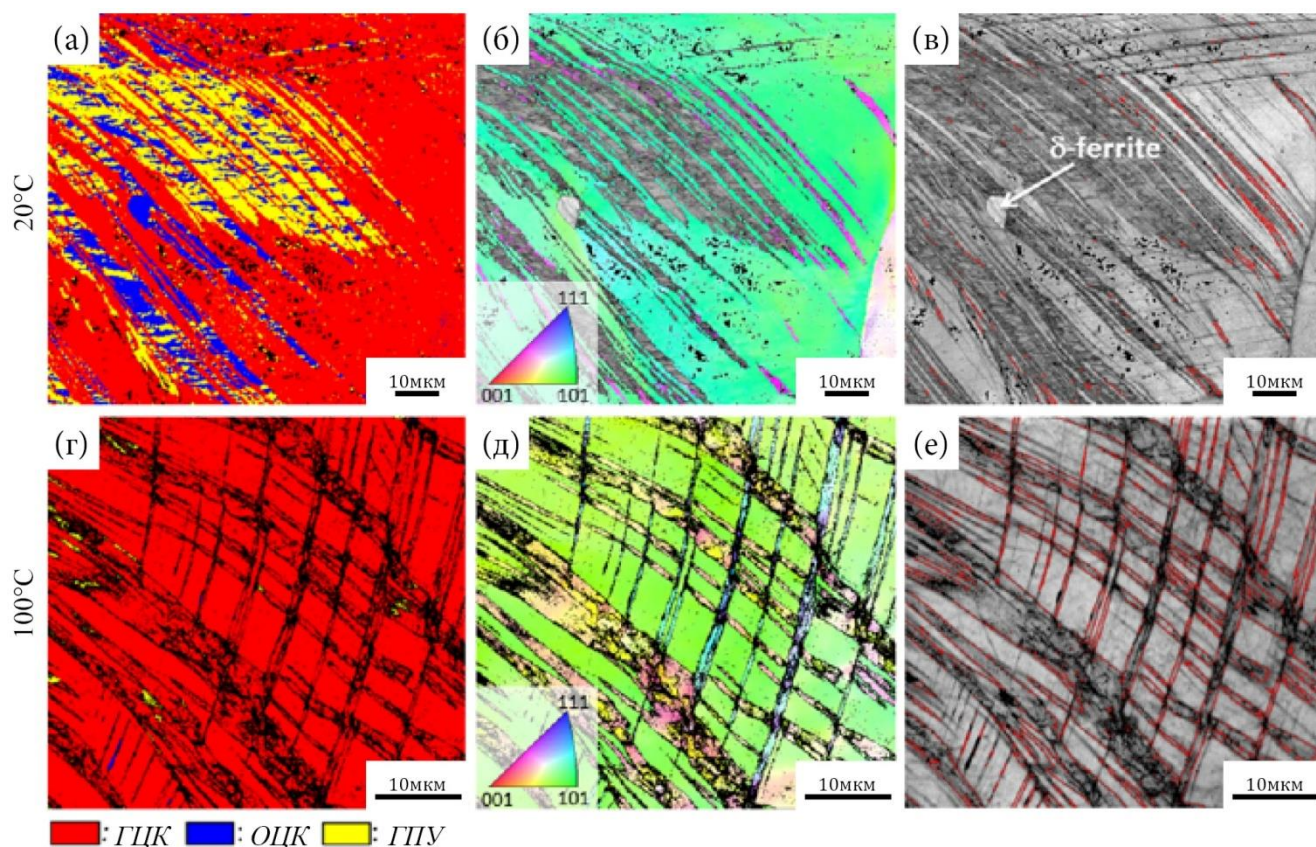 (а)
(б)
(в)
20°C
δ-ferrite
111
001
101
10мкм
10мкм
10мкм
(г)
(д)
(е)
100°C
111
001
101
10мкм
10мкм
10мкм
: ГЦК : ОЦК : ГПУ